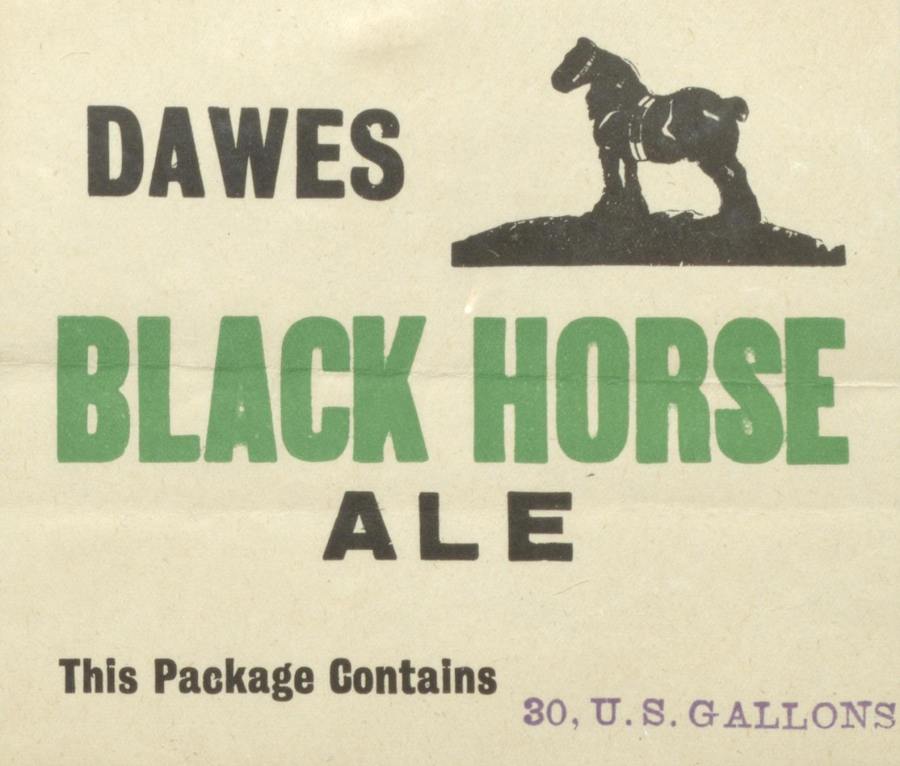 DAWES
BLACK HORSE
ALE
This Package Contains
30, U.S. GALLONS